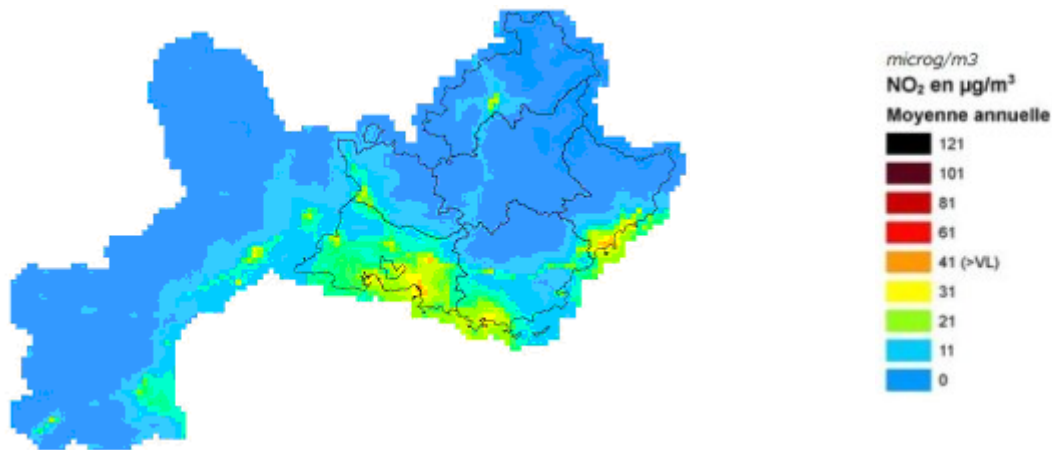 microg/m3
NO₂ en µg/m³
Moyenne annuelle
121
101
81
61
41 (>VL)
31
21
11
0